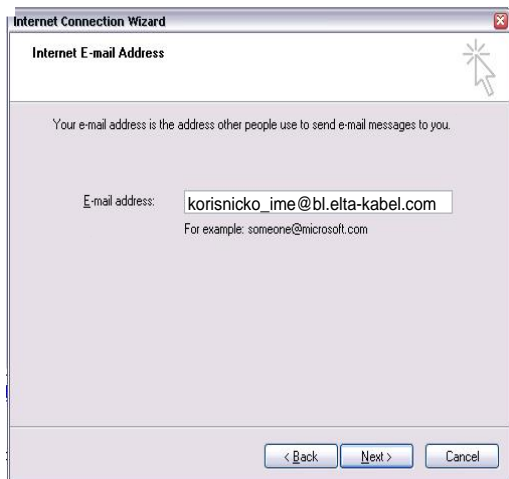 Internet Connection Wizard
Internet E-mail Address
Your e-mail address is the address other people use to send e-mail messages to you.
E-mail address: korisnicko_ime@bl.elta-kabel.com
For example: someone@microsoft.com
< Back Next > Cancel